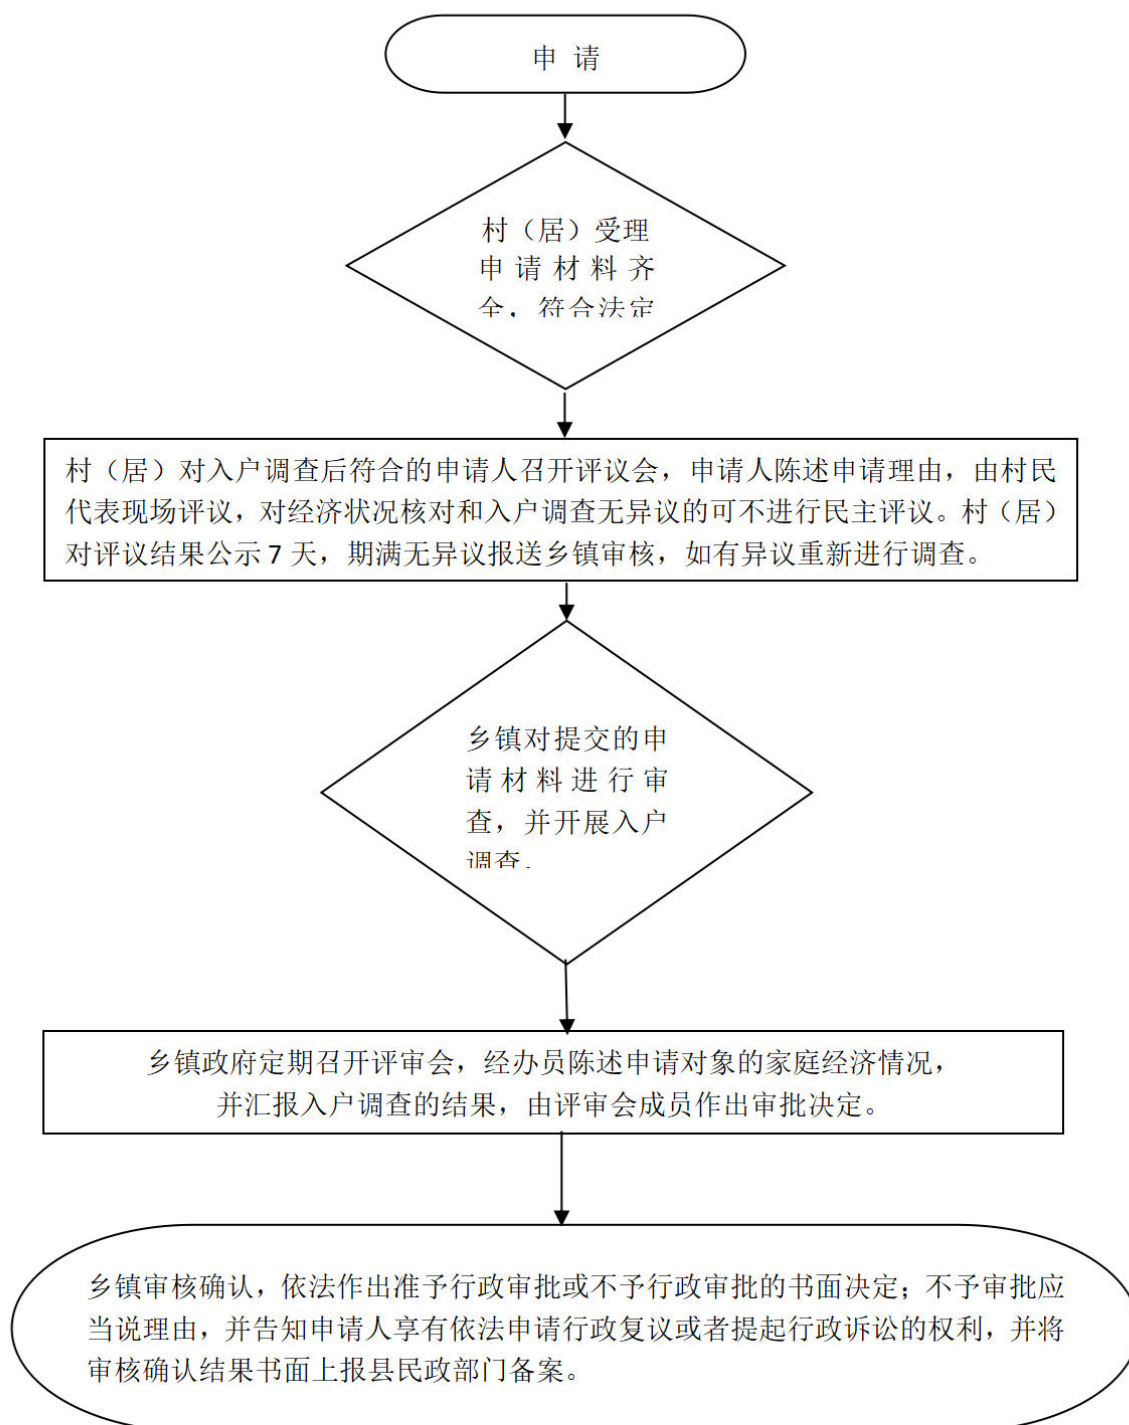 申 请
村（居）受理
申请材料齐
全，符合法定
村（居）对入户调查后符合的申请人召开评议会，申请人陈述申请理由，由村民
代表现场评议，对经济状况核对和入户调查无异议的可不进行民主评议。村（居）
对评议结果公示 7 天，期满无异议报送乡镇审核，如有异议重新进行调查。
乡镇对提交的申
请材料进行审
查，并开展入户
调查.
乡镇政府定期召开评审会，经办员陈述申请对象的家庭经济情况，
并汇报入户调查的结果，由评审会成员作出审批决定。
乡镇审核确认，依法作出准予行政审批或不予行政审批的书面决定；不予审批应
当说理由，并告知申请人享有依法申请行政复议或者提起行政诉讼的权利，并将
审核确认结果书面上报县民政部门备案。